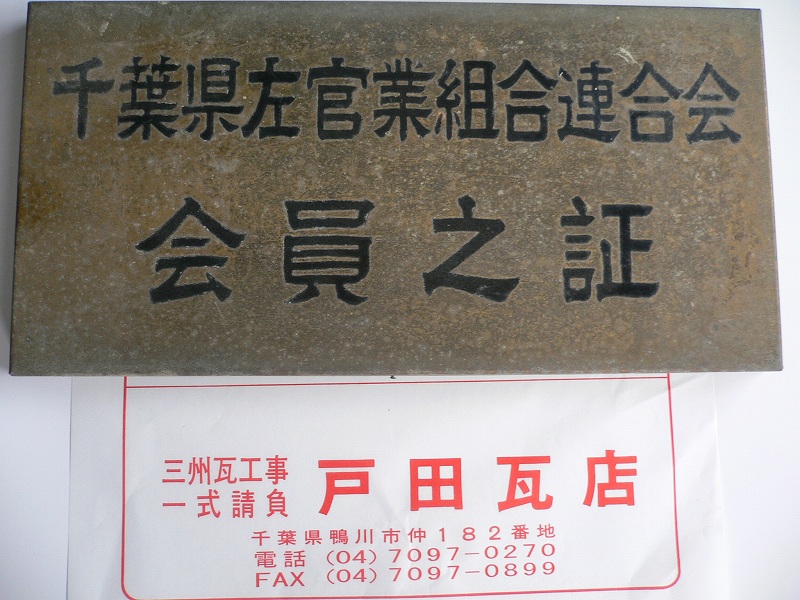 千葉県左官業組合連合会
会員之証
三州瓦工事
一式請負
戸田瓦店
千葉県鴨川市仲182番地
電話 (04)7097-0270
FAX (04)7097-0899